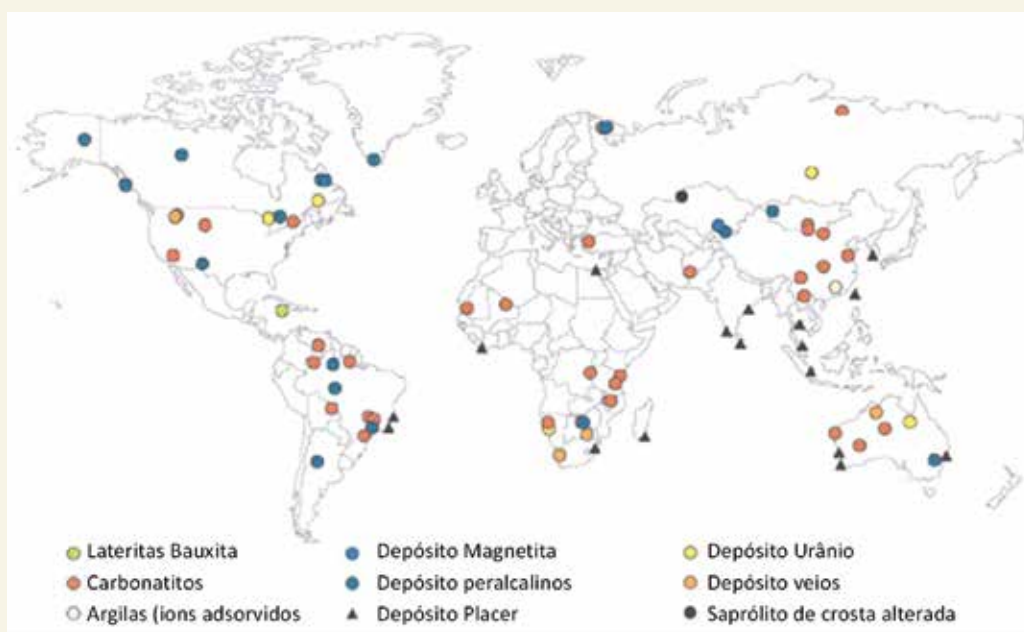 Lateritas Bauxita
Carbonatitos
Argilas (íons adsorvidos
Depósito Magnetita
Depósito peralcalinos
Depósito Placer
Depósito Urânio
Depósito veios
Saprólito de crosta alterada